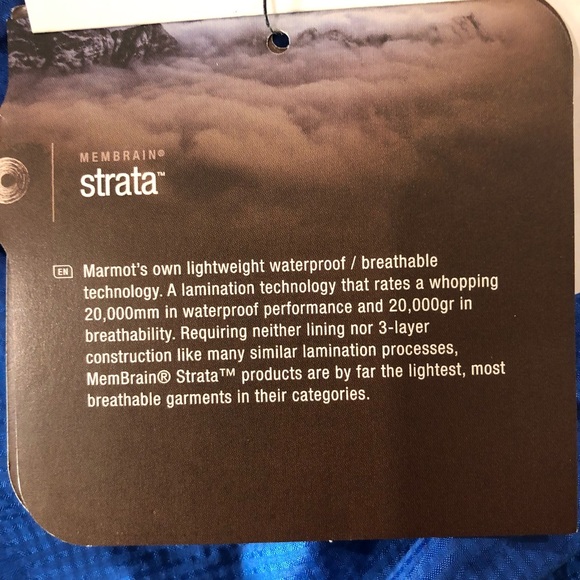 MEMBRAIN®
strata™
EN
Marmot's own lightweight waterproof / breathable
technology. A lamination technology that rates a whopping
20,000mm in waterproof performance and 20,000gr in
breathability. Requiring neither lining nor 3-layer
construction like many similar lamination processes,
MemBrain® Strata™ products are by far the lightest, most
breathable garments in their categories.